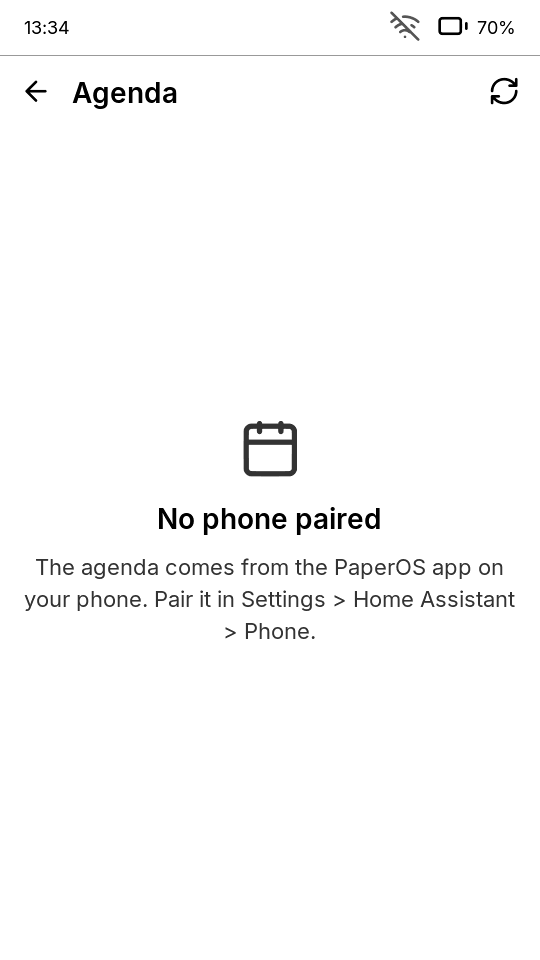 13:34
70%
Agenda
No phone paired
The agenda comes from the PaperOS app on
your phone. Pair it in Settings > Home Assistant
> Phone.